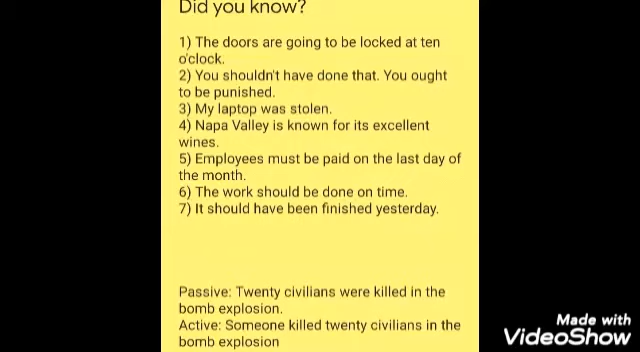 Did you know?
1) The doors are going to be locked at ten
o'clock.
2) You shouldn't have done that. You ought
to be punished.
3) My laptop was stolen.
4) Napa Valley is known for its excellent
wines.
5) Employees must be paid on the last day of
the month.
6) The work should be done on time.
7) It should have been finished yesterday.
Passive: Twenty civilians were killed in the
bomb explosion.
Active: Someone killed twenty civilians in the
bomb explosion
Made with
VideoShow